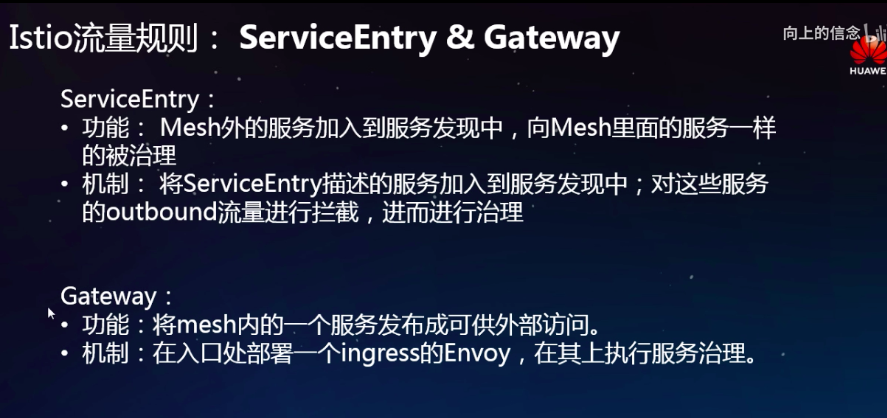 Istio流量规则： ServiceEntry & Gateway
向上的信念
HUAWEI
ServiceEntry：
• 功能： Mesh外的服务加入到服务发现中，向Mesh里面的服务一样
的被治理
• 机制： 将ServiceEntry描述的服务加入到服务发现中；对这些服务
的outbound流量进行拦截，进而进行治理
Gateway：
• 功能：将mesh内的一个服务发布成可供外部访问。
• 机制：在入口处部署一个ingress的Envoy，在其上执行服务治理。